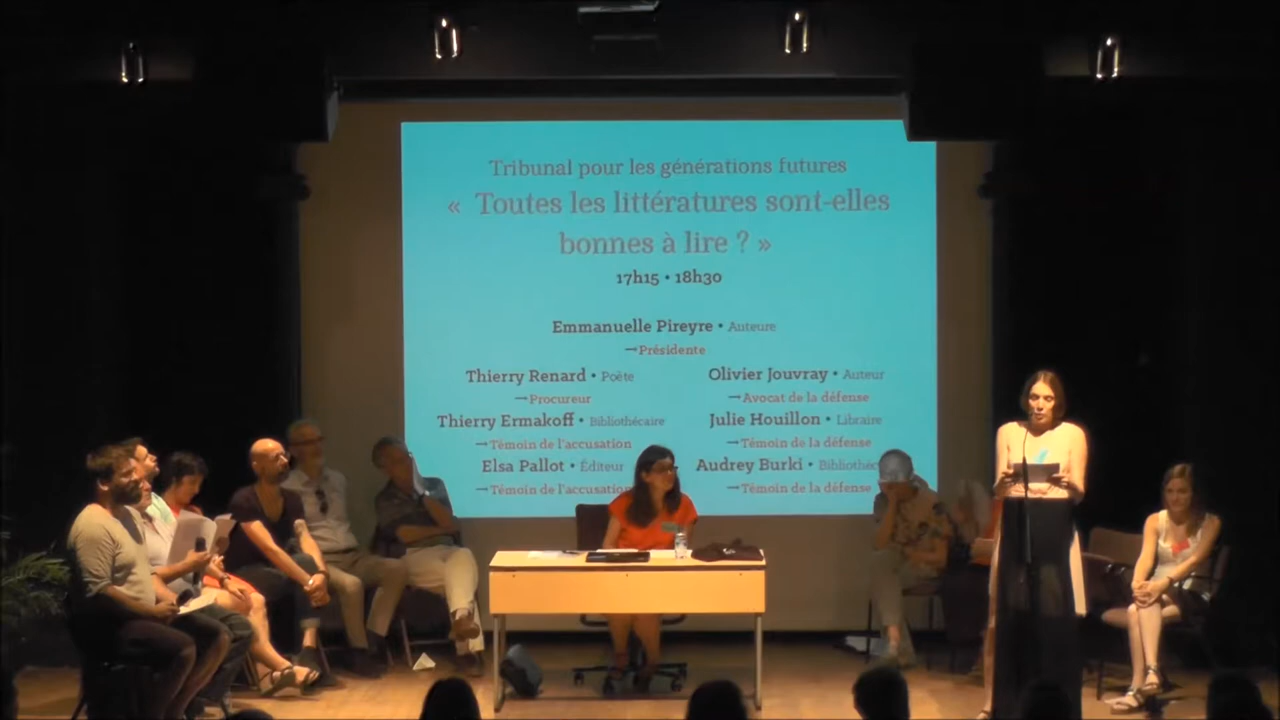 Tribunal pour les générations futures
« Toutes les littératures sont-elles
bonnes à lire ? »
17h15 • 18h30
Emmanuelle Pireyre • Auteure
→Présidente
Thierry Renard • Poète
→Procureur
Thierry Ermakoff • Bibliothécaire
→Témoin de l'accusation
Elsa Pallot • Éditeur
→Témoin de l'accusation
Olivier Jouvray • Auteur
→Avocat de la défense
Julie Houillon • Libraire
→Témoin de la défense
Audrey Burki • Bibliothéc
→Témoin de la défense